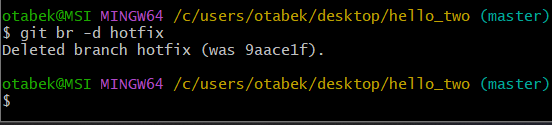 otabek@MSI MINGW64 /c/users/otabek/desktop/hello_two (master)
$ git br -d hotfix
Deleted branch hotfix (was 9aace1f).
otabek@MSI MINGW64 /c/users/otabek/desktop/hello_two (master)
$